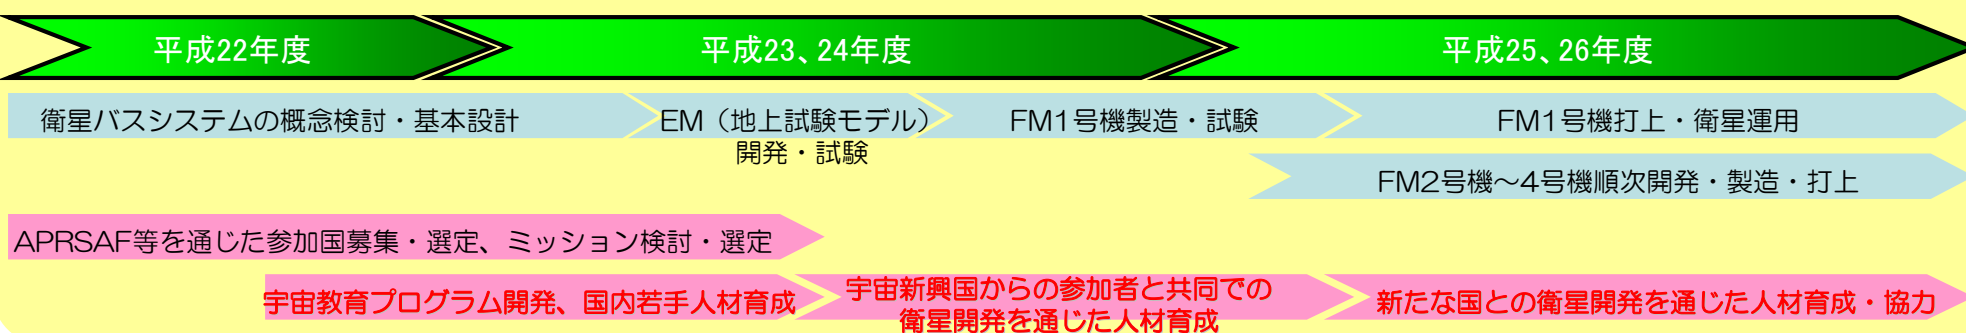 平成22年度
平成23、24年度
平成25、26年度
衛星バスシステムの概念検討・基本設計
EM（地上試験モデル）
開発・試験
FM1号機製造・試験
FM1号機打上・衛星運用
FM2号機～4号機順次開発・製造・打上
APRSAF等を通じた参加国募集・選定、ミッション検討・選定
宇宙教育プログラム開発、国内若手人材育成
宇宙新興国からの参加者と共同での
衛星開発を通じた人材育成
新たな国との衛星開発を通じた人材育成・協力